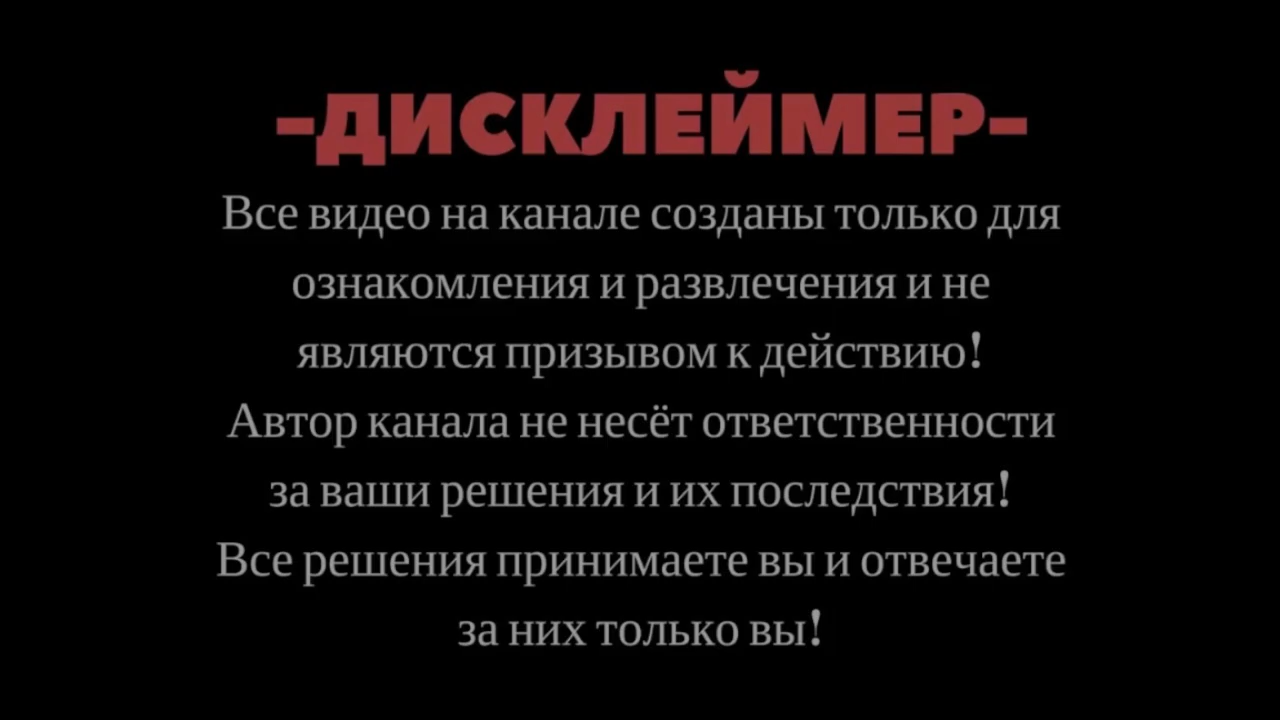 -ДИСКЛЕЙМЕР-
Все видео на канале созданы только для
ознакомления и развлечения и не
являются призывом к действию!
Автор канала не несёт ответственности
за ваши решения и их последствия!
Все решения принимаете вы и отвечаете
за них только вы!